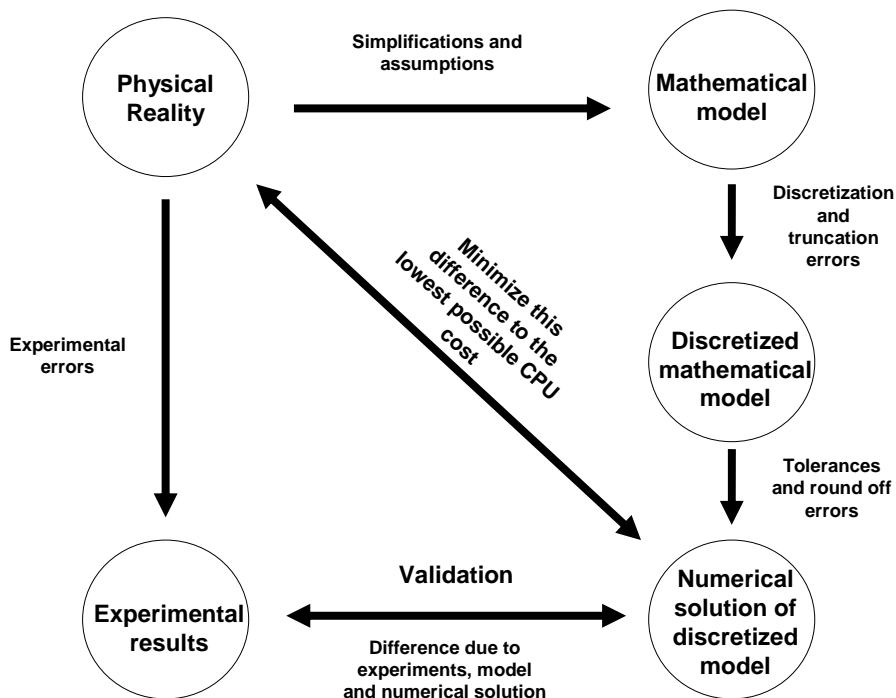 Simplifications and
assumptions
Physical
Reality
Mathematical
model
Discretization
and
truncation
errors
Minimize this
difference to the
lowest possible CPU
cost
Experimental
errors
Discretized
mathematical
model
Tolerances
and round off
errors
Validation
Experimental
results
Numerical
solution of
discretized
model
Difference due to
experiments, model
and numerical solution